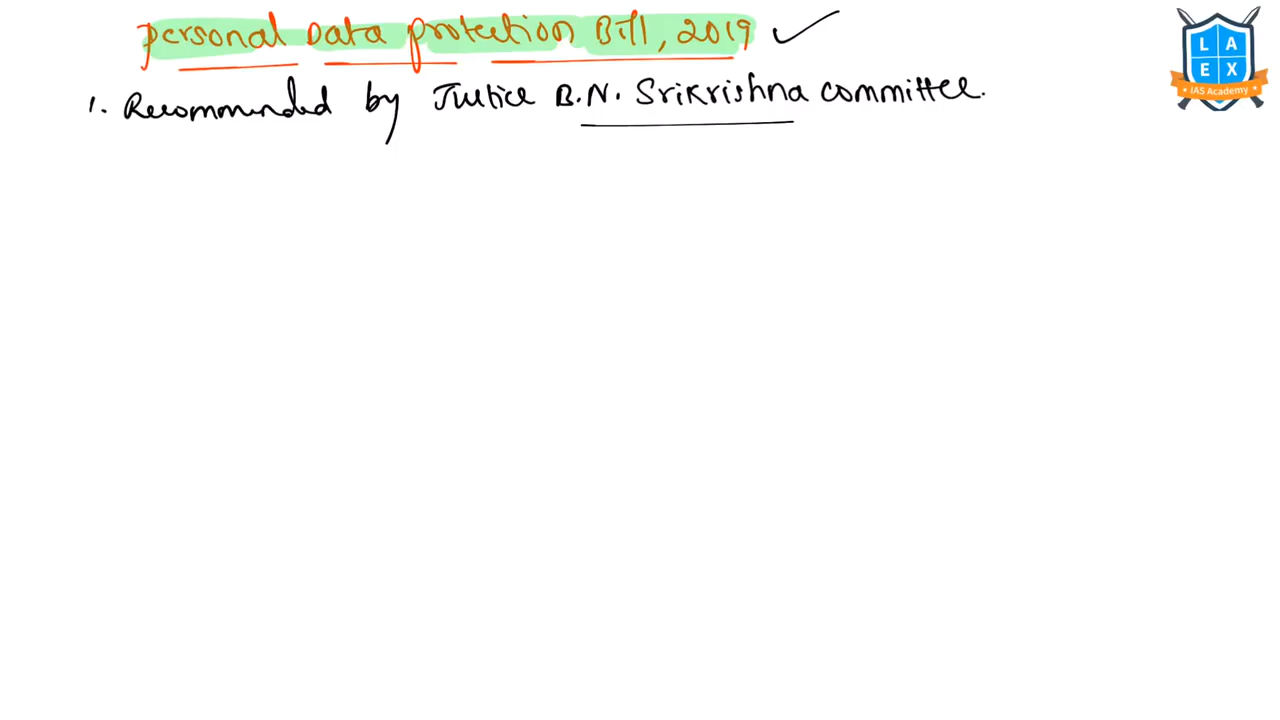 personal Data protection Bill, 2019
1. Recommended by Justice B.N. Srikrishna committee.
L A
E X
IAS Academy